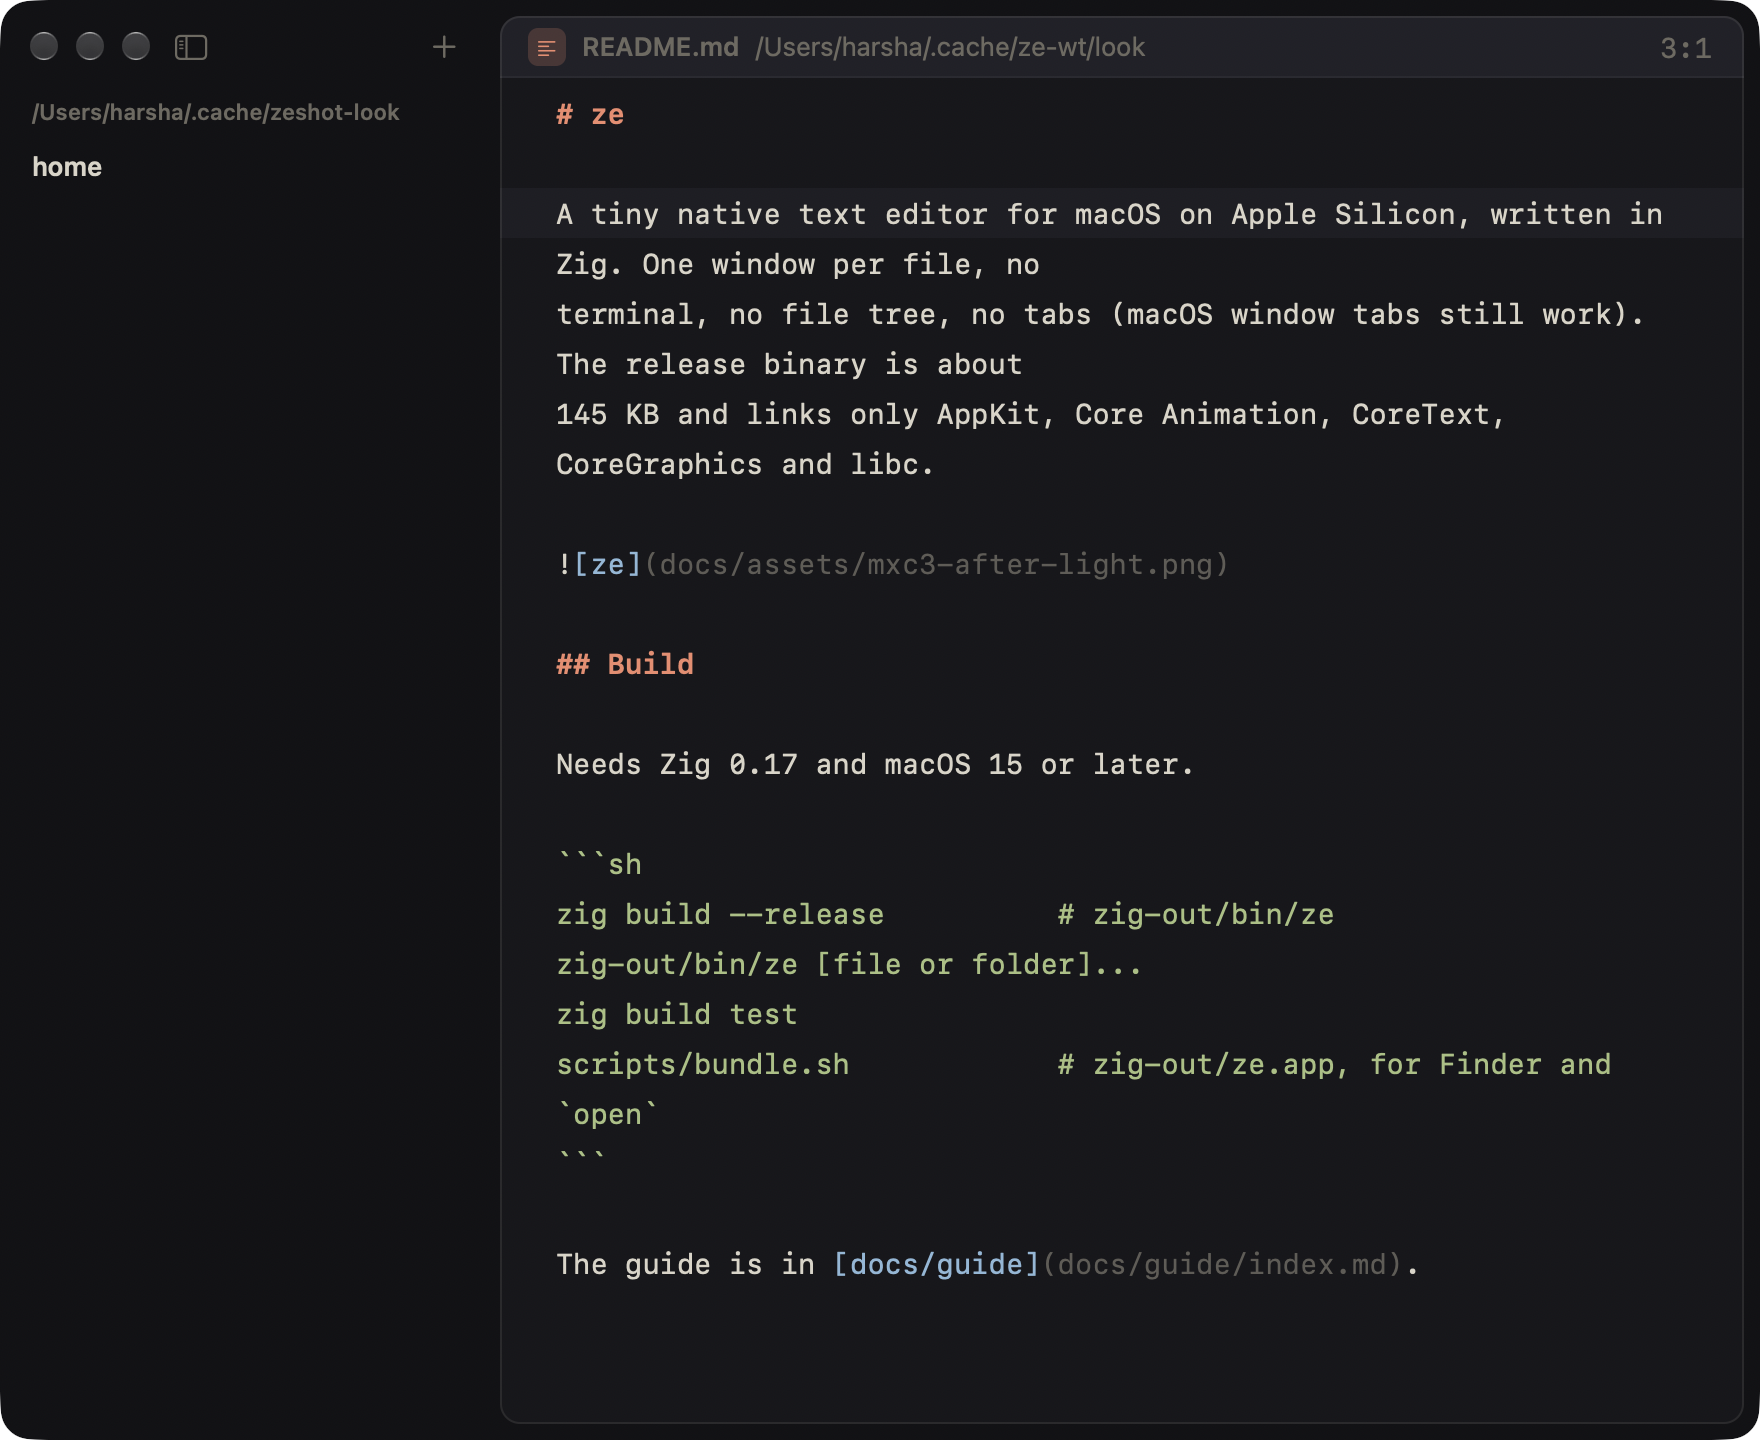 /Users/harsha/.cache/zeshot-look
home
README.md /Users/harsha/.cache/ze-wt/look 3:1
# ze
A tiny native text editor for macOS on Apple Silicon, written in
Zig. One window per file, no
terminal, no file tree, no tabs (macOS window tabs still work).
The release binary is about
145 KB and links only AppKit, Core Animation, CoreText,
CoreGraphics and libc.
![ze](docs/assets/mxc3-after-light.png)
## Build
Needs Zig 0.17 and macOS 15 or later.
```sh
zig build --release          # zig-out/bin/ze
zig-out/bin/ze [file or folder]...
zig build test
scripts/bundle.sh            # zig-out/ze.app, for Finder and
`open`
```
The guide is in [docs/guide](docs/guide/index.md).